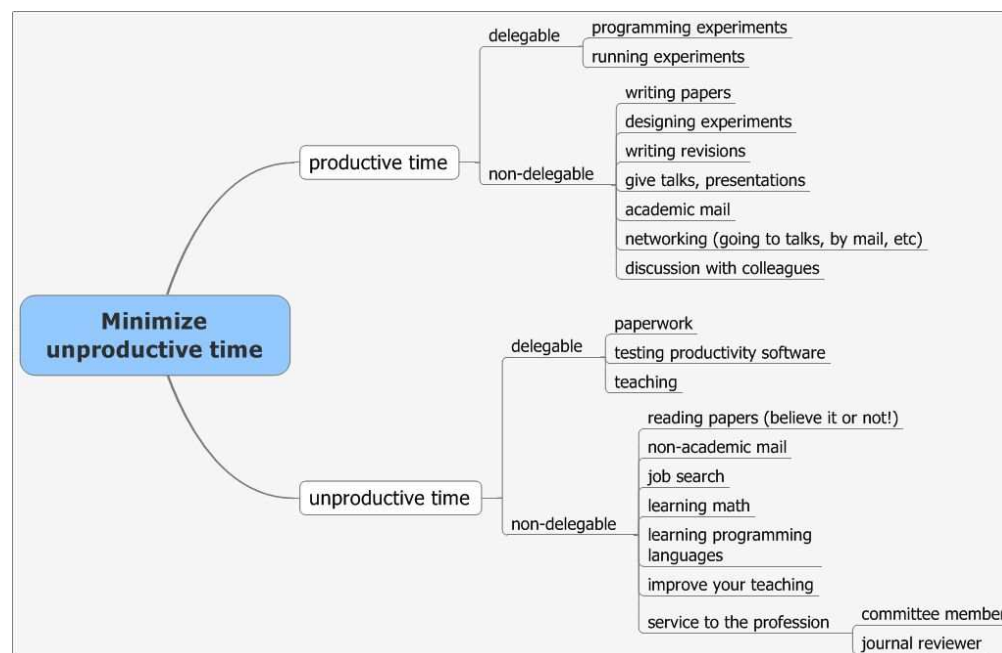 programming experiments
delegable
running experiments
writing papers
designing experiments
writing revisions
productive time
non-delegable
give talks, presentations
academic mail
networking (going to talks, by mail, etc)
discussion with colleagues
Minimize
unproductive time
paperwork
delegable
testing productivity software
teaching
reading papers (believe it or not!)
non-academic mail
job search
unproductive time
learning math
non-delegable
learning programming
languages
improve your teaching
service to the profession
committee member
journal reviewer